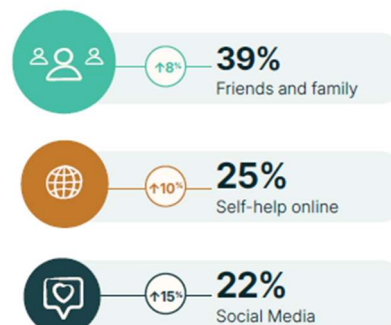 ↑8%
39%
Friends and family
↑10%
25%
Self-help online
↑15%
22%
Social Media